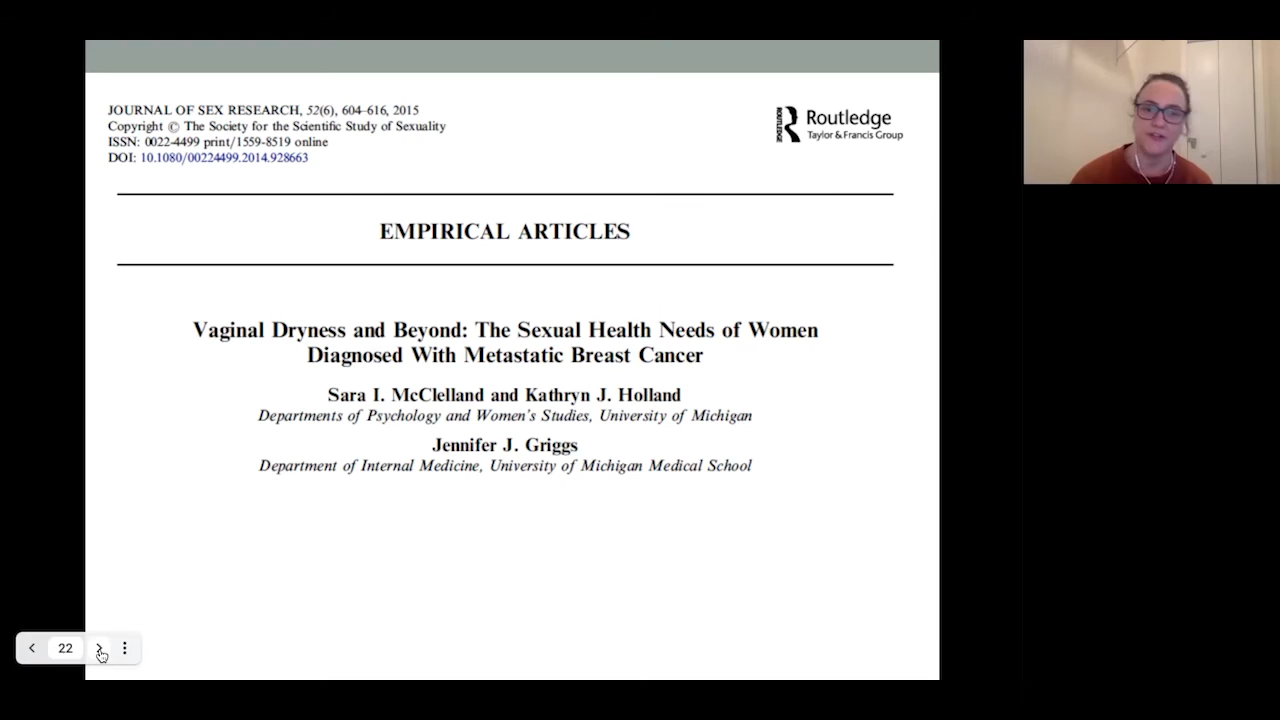 JOURNAL OF SEX RESEARCH, 52(6), 604–616, 2015
Copyright © The Society for the Scientific Study of Sexuality
ISSN: 0022-4499 print/1559-8519 online
DOI: 10.1080/00224499.2014.928663
ROUTLEDGE
Routledge
Taylor & Francis Group
EMPIRICAL ARTICLES
Vaginal Dryness and Beyond: The Sexual Health Needs of Women
Diagnosed With Metastatic Breast Cancer
Sara I. McClelland and Kathryn J. Holland
Departments of Psychology and Women's Studies, University of Michigan
Jennifer J. Griggs
Department of Internal Medicine, University of Michigan Medical School
22